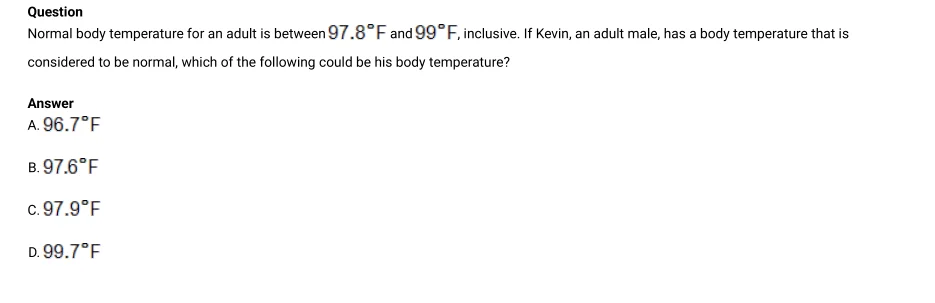 Question
Normal body temperature for an adult is between 97.8°F and 99°F, inclusive. If Kevin, an adult male, has a body temperature that is
considered to be normal, which of the following could be his body temperature?
Answer
A. 96.7°F
B. 97.6°F
C. 97.9°F
D. 99.7°F